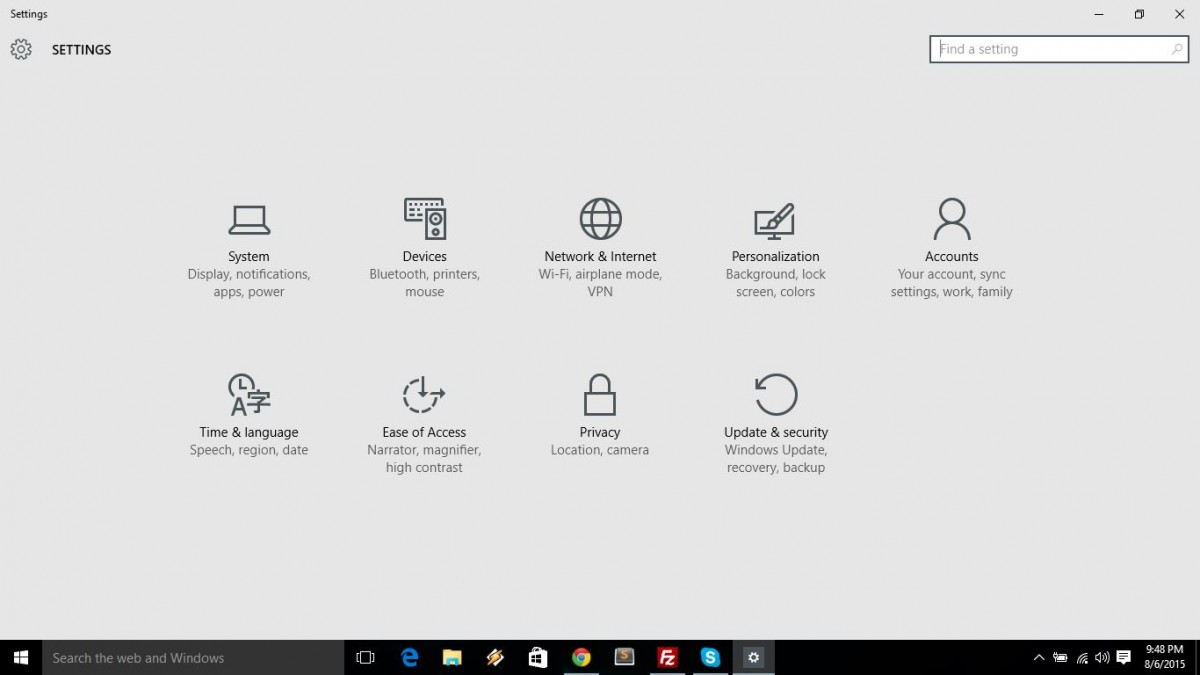 Settings
SETTINGS
Find a setting
System
Display, notifications,
apps, power
Devices
Bluetooth, printers,
mouse
Network & Internet
Wi-Fi, airplane mode,
VPN
Personalization
Background, lock
screen, colors
Accounts
Your account, sync
settings, work, family
A字
Time & language
Speech, region, date
Ease of Access
Narrator, magnifier,
high contrast
Privacy
Location, camera
Update & security
Windows Update,
recovery, backup
Search the web and Windows
9:48 PM
8/6/2015